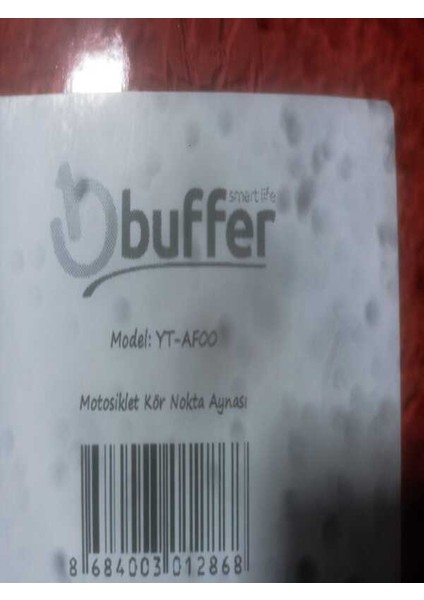 smart life
buffer
Model: YT-AF00
Motosiklet Kör Nokta Aynası
8 684003 012868